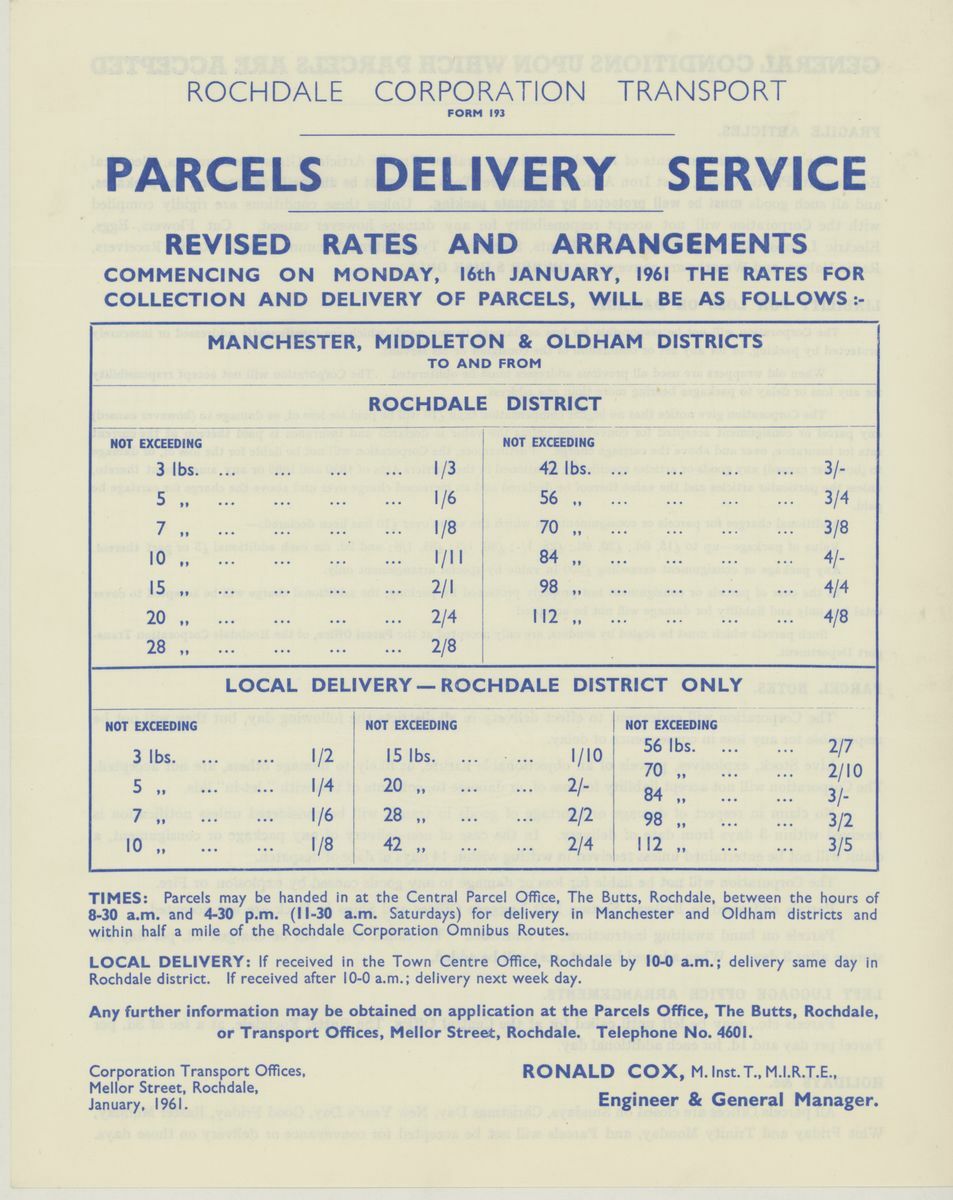 ROCHDALE CORPORATION TRANSPORT
FORM 193
PARCELS DELIVERY SERVICE
REVISED RATES AND ARRANGEMENTS
COMMENCING ON MONDAY, 16th JANUARY, 1961 THE RATES FOR
COLLECTION AND DELIVERY OF PARCELS, WILL BE AS FOLLOWS :-
MANCHESTER, MIDDLETON & OLDHAM DISTRICTS
TO AND FROM
ROCHDALE DISTRICT
NOT EXCEEDING
3 lbs. ... ... ... ... 1/3
5 ,, ... ... ... ... 1/6
7 ,, ... ... ... ... 1/8
10 ,, ... ... ... ... 1/11
15 ,, ... ... ... ... 2/1
20 ,, ... ... ... ... 2/4
28 ,, ... ... ... ... 2/8
NOT EXCEEDING
42 lbs. ... ... ... ... 3/-
56 ,, ... ... ... ... 3/4
70 ,, ... ... ... ... 3/8
84 ,, ... ... ... ... 4/-
98 ,, ... ... ... ... 4/4
112 ,, ... ... ... ... 4/8
LOCAL DELIVERY — ROCHDALE DISTRICT ONLY
NOT EXCEEDING
3 lbs. ... ... 1/2
5 ,, ... ... 1/4
7 ,, ... ... 1/6
10 ,, ... ... 1/8
NOT EXCEEDING
15 lbs. ... ... 1/10
20 ,, ... ... 2/-
28 ,, ... ... 2/2
42 ,, ... ... 2/4
NOT EXCEEDING
56 lbs. ... ... 2/7
70 ,, ... ... 2/10
84 ,, ... ... 3/-
98 ,, ... ... 3/2
112 ,, ... ... 3/5
TIMES: Parcels may be handed in at the Central Parcel Office, The Butts, Rochdale, between the hours of
8-30 a.m. and 4-30 p.m. (11-30 a.m. Saturdays) for delivery in Manchester and Oldham districts and
within half a mile of the Rochdale Corporation Omnibus Routes.
LOCAL DELIVERY: If received in the Town Centre Office, Rochdale by 10-0 a.m.; delivery same day in
Rochdale district. If received after 10-0 a.m.; delivery next week day.
Any further information may be obtained on application at the Parcels Office, The Butts, Rochdale,
or Transport Offices, Mellor Street, Rochdale. Telephone No. 4601.
Corporation Transport Offices,
Mellor Street, Rochdale,
January, 1961.
RONALD COX, M. Inst. T., M.I.R.T.E.,
Engineer & General Manager.